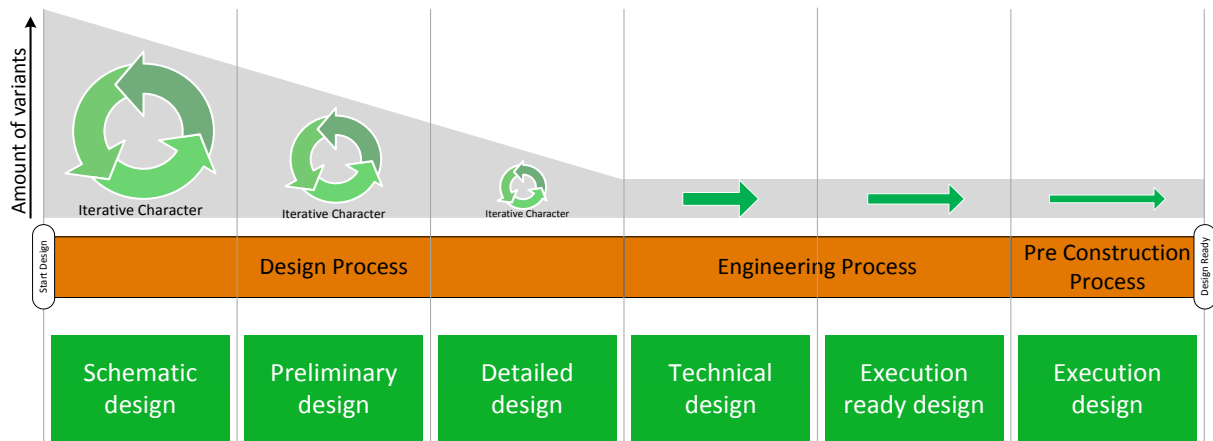 Amount of variants
Iterative Character
Iterative Character
Iterative Character
Start Design
Design Process
Engineering Process
Pre Construction
Process
Design Ready
Schematic
design
Preliminary
design
Detailed
design
Technical
design
Execution
ready design
Execution
design